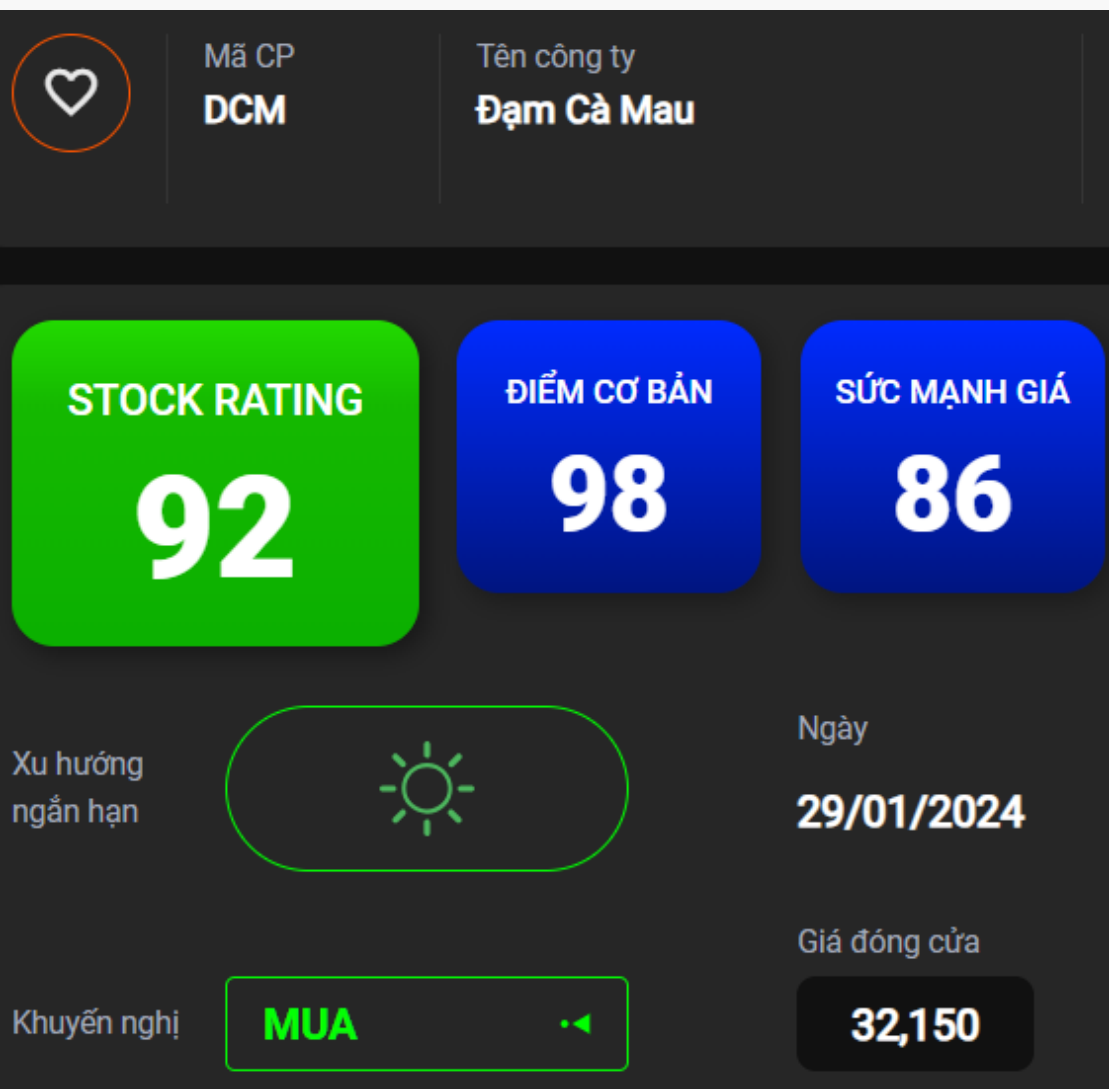 Mã CP
DCM
Tên công ty
Đạm Cà Mau
STOCK RATING
92
ĐIỂM CƠ BẢN
98
SỨC MẠNH GIÁ
86
Xu hướng
ngắn hạn
Ngày
29/01/2024
Khuyến nghị
MUA
Giá đóng cửa
32,150